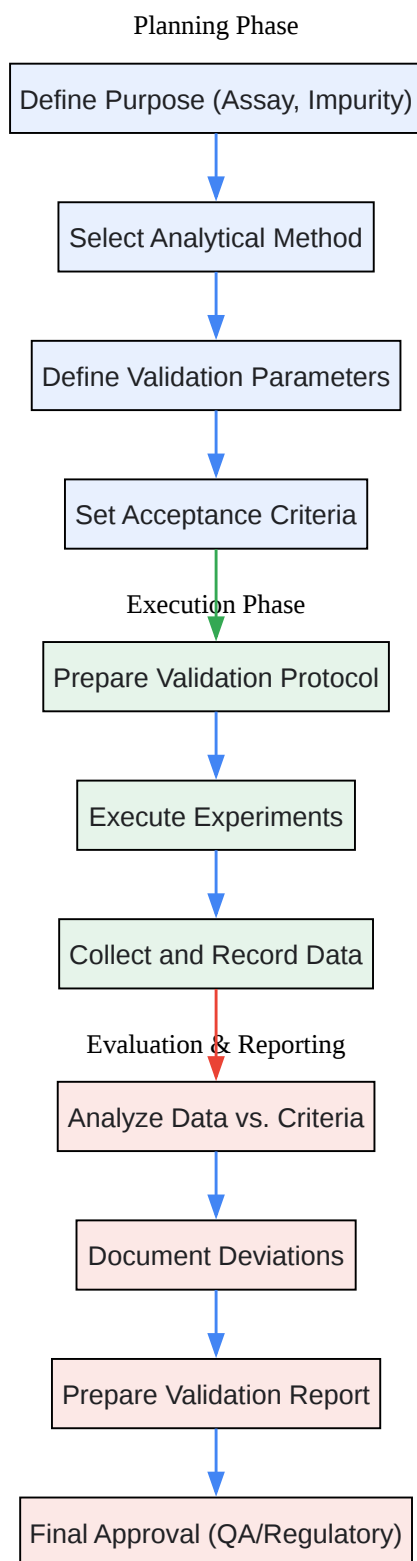 Planning Phase
Define Purpose (Assay, Impurity)
Select Analytical Method
Define Validation Parameters
Set Acceptance Criteria
Execution Phase
Prepare Validation Protocol
Execute Experiments
Collect and Record Data
Evaluation & Reporting
Analyze Data vs. Criteria
Document Deviations
Prepare Validation Report
Final Approval (QA/Regulatory)